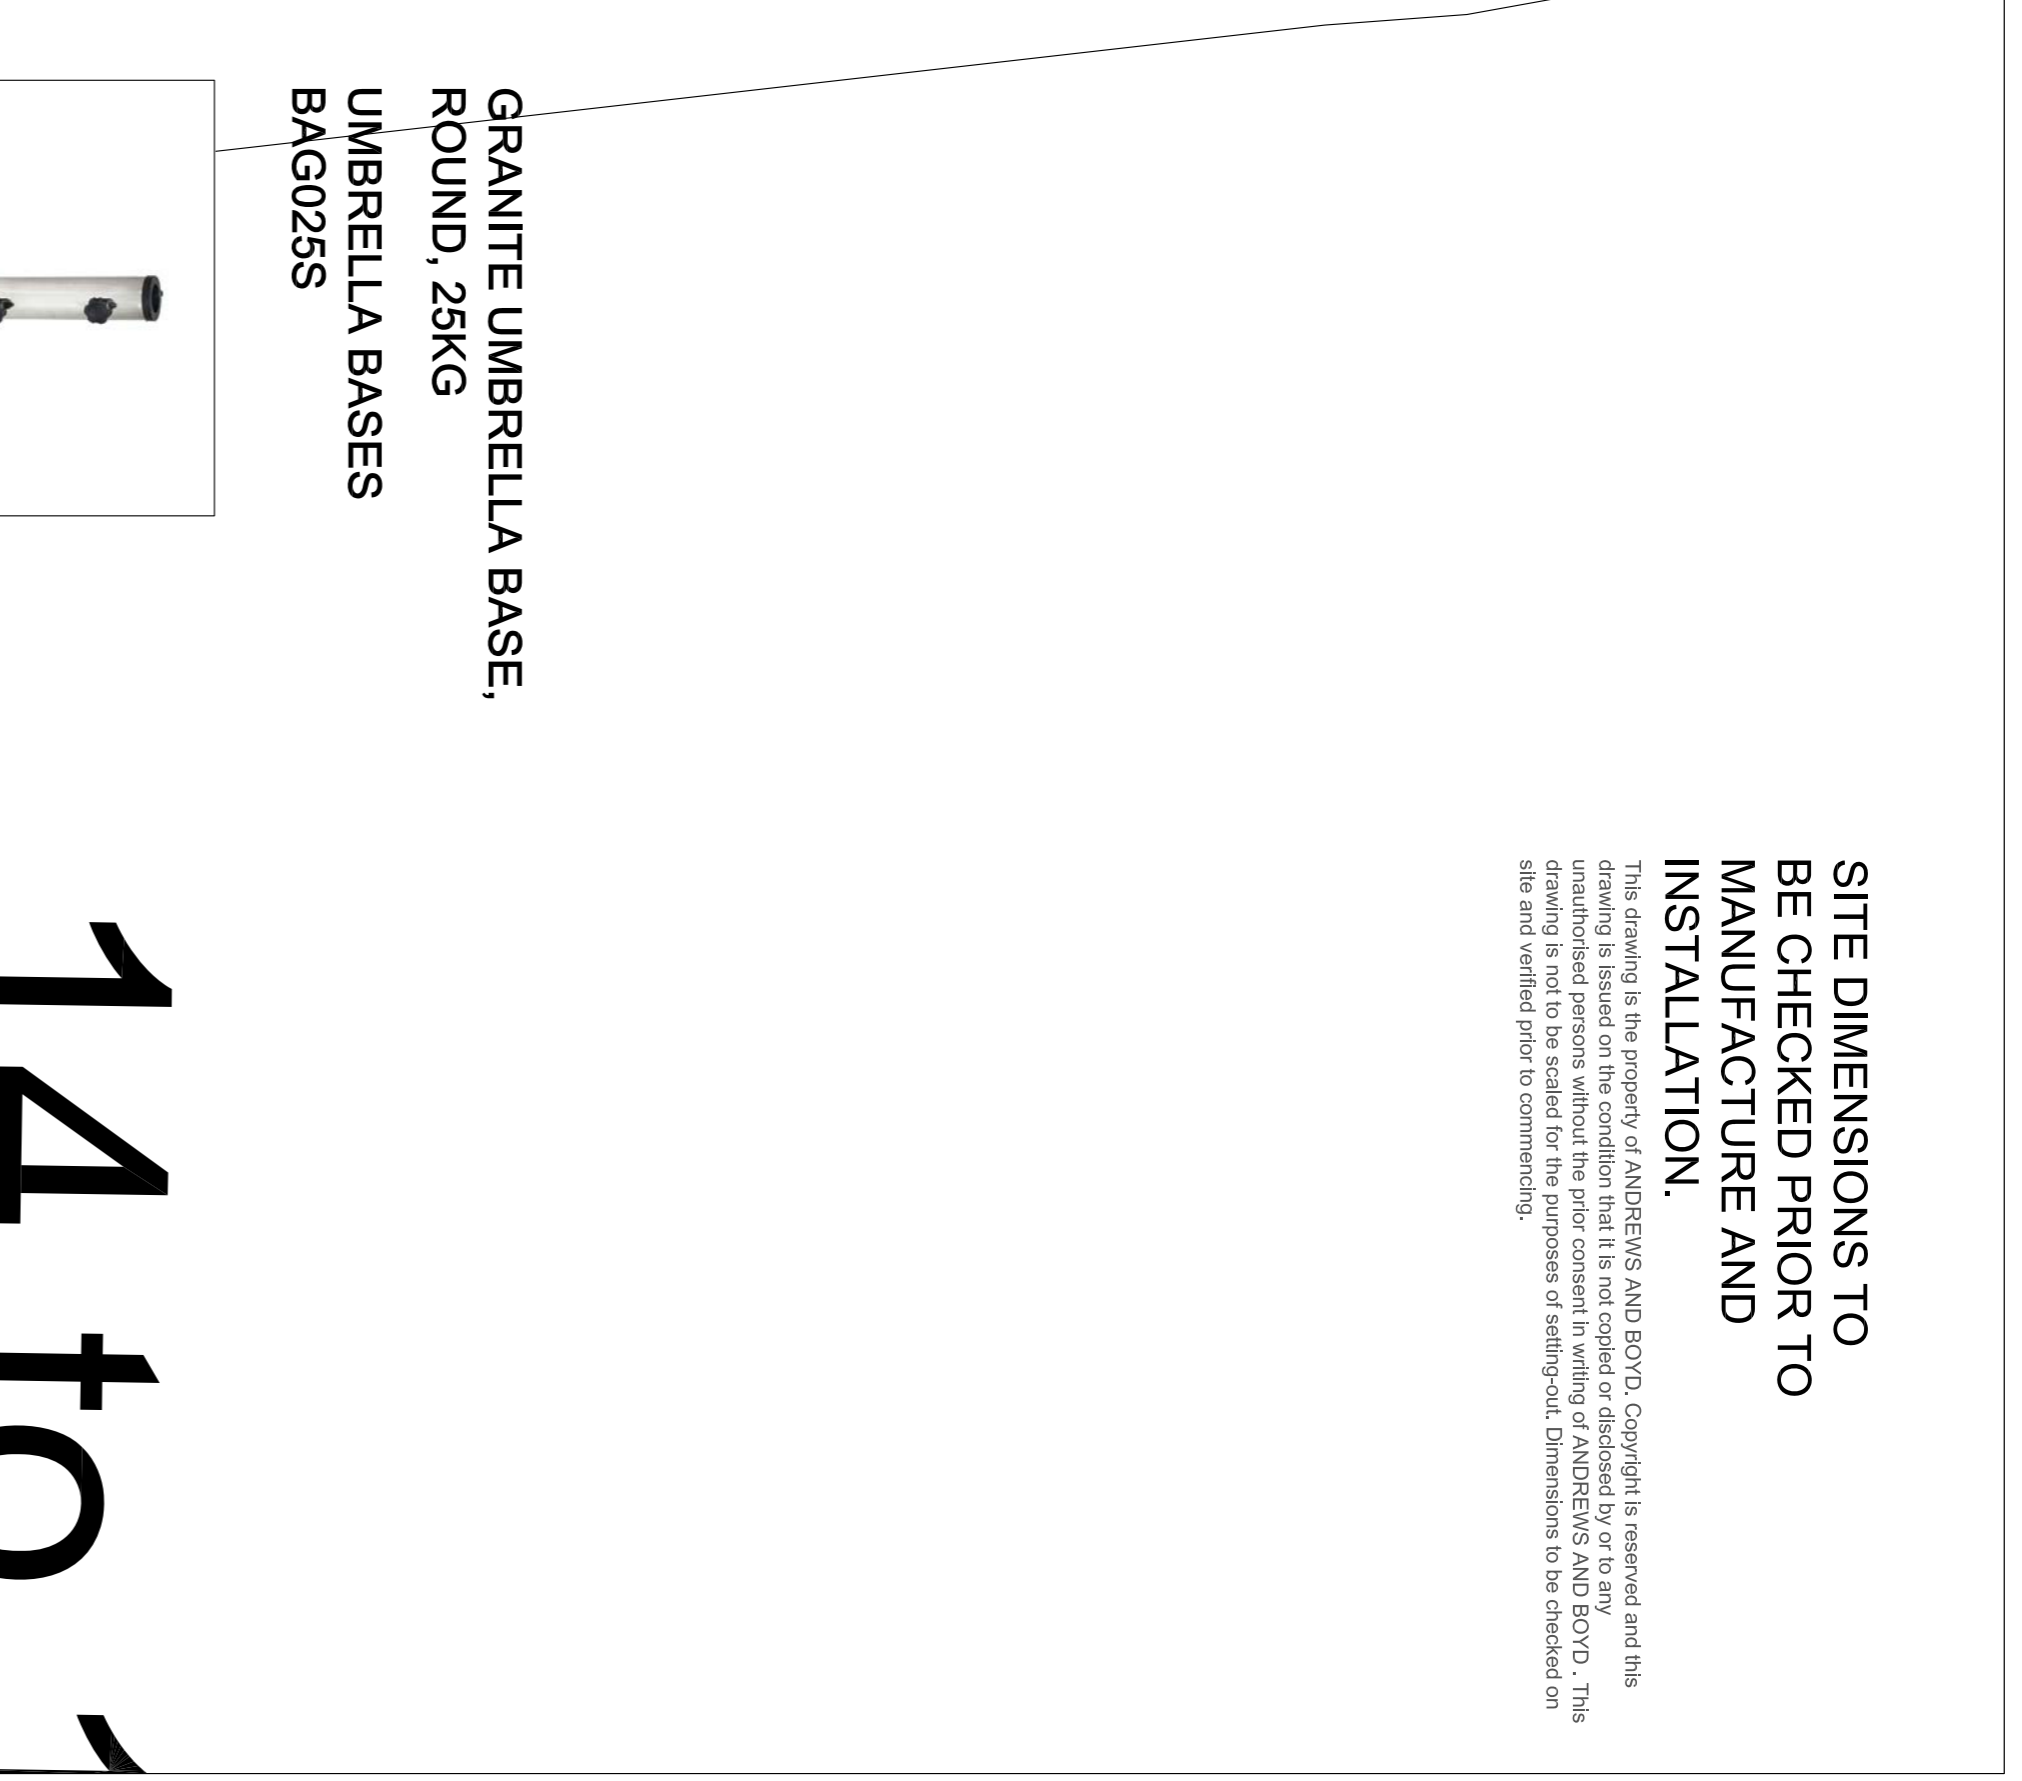 SITE DIMENSIONS TO
BE CHECKED PRIOR TO
MANUFACTURE AND
INSTALLATION.
This drawing is the property of ANDREWS AND BOYD. Copyright is reserved and this
drawing is issued on the condition that it is not copied or disclosed by or to any
unauthorised persons without the prior consent in writing of ANDREWS AND BOYD . This
drawing is not to be scaled for the purposes of setting-out. Dimensions to be checked on
site and verified prior to commencing.
GRANITE UMBRELLA BASE,
ROUND, 25KG
UMBRELLA BASES
BAG025S
14 to